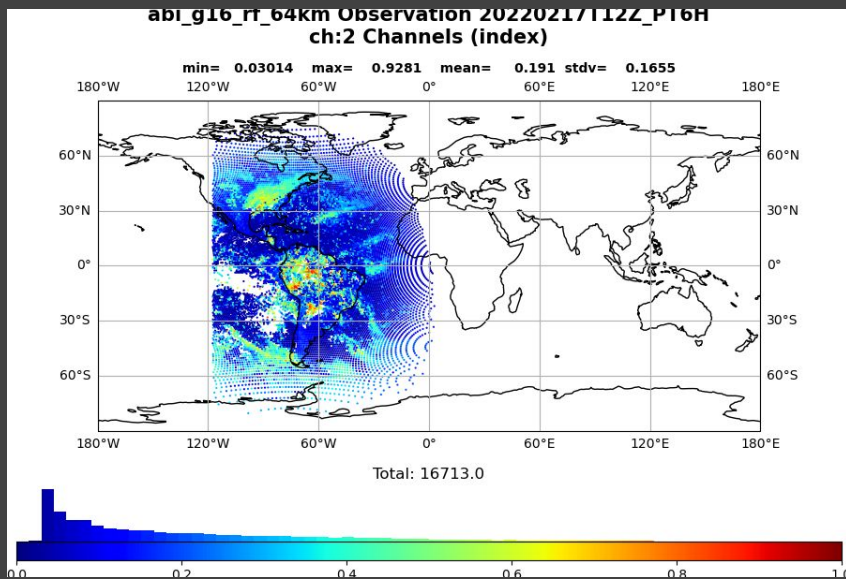 abi_g16_rf_64km Observation 20220217T12Z_PT6H
ch:2 Channels (index)
min= 0.03014 max= 0.9281 mean= 0.191 stdv= 0.1655
180°W 120°W 60°W 0° 60°E 120°E 180°E
60°N 60°N
30°N 30°N
0° 0°
30°S 30°S
60°S 60°S
180°W 120°W 60°W 0° 60°E 120°E 180°E
Total: 16713.0
0.0 0.2 0.4 0.6 0.8 1.0